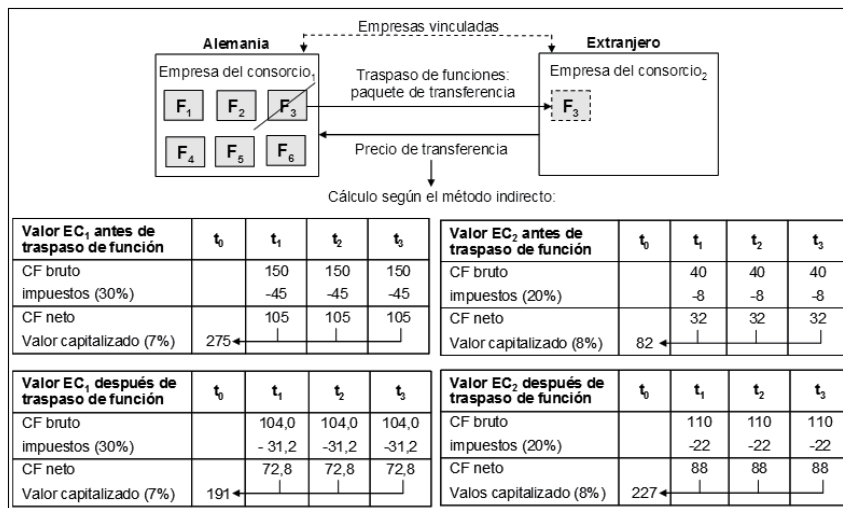 Empresas vinculadas
Alemania
Extranjero
Empresa del consorcio₁
Traspaso de funciones:
paquete de transferencia
Empresa del consorcio₂
F₁ F₂ F₃
F₃
F₄ F₅ F₆
Precio de transferencia
Cálculo según el método indirecto:
Valor EC₁ antes de
traspaso de función
t₀ t₁ t₂ t₃
CF bruto 150 150 150
impuestos (30%) -45 -45 -45
CF neto 105 105 105
Valor capitalizado (7%) 275
Valor EC₂ antes de
traspaso de función
t₀ t₁ t₂ t₃
CF bruto 40 40 40
impuestos (20%) -8 -8 -8
CF neto 32 32 32
Valor capitalizado (8%) 82
Valor EC₁ después de
traspaso de función
t₀ t₁ t₂ t₃
CF bruto 104,0 104,0 104,0
impuestos (30%) - 31,2 -31,2 -31,2
CF neto 72,8 72,8 72,8
Valor capitalizado (7%) 191
Valor EC₂ después de
traspaso de función
t₀ t₁ t₂ t₃
CF bruto 110 110 110
impuestos (20%) -22 -22 -22
CF neto 88 88 88
Valos capitalizado (8%) 227